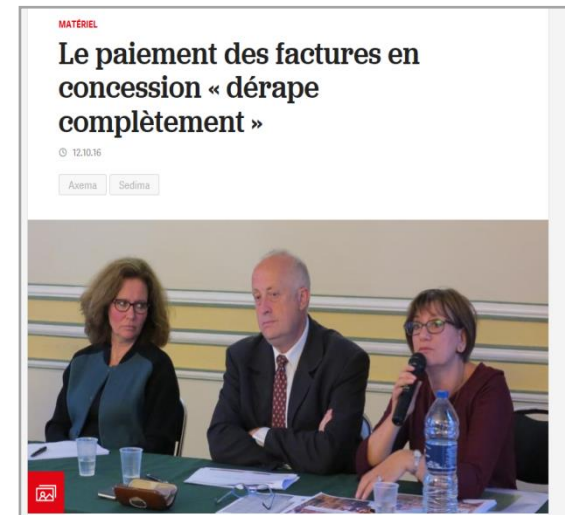 MATÉRIEL
Le paiement des factures en
concession « dérape
complètement »
12.10.16
Axema Sedima